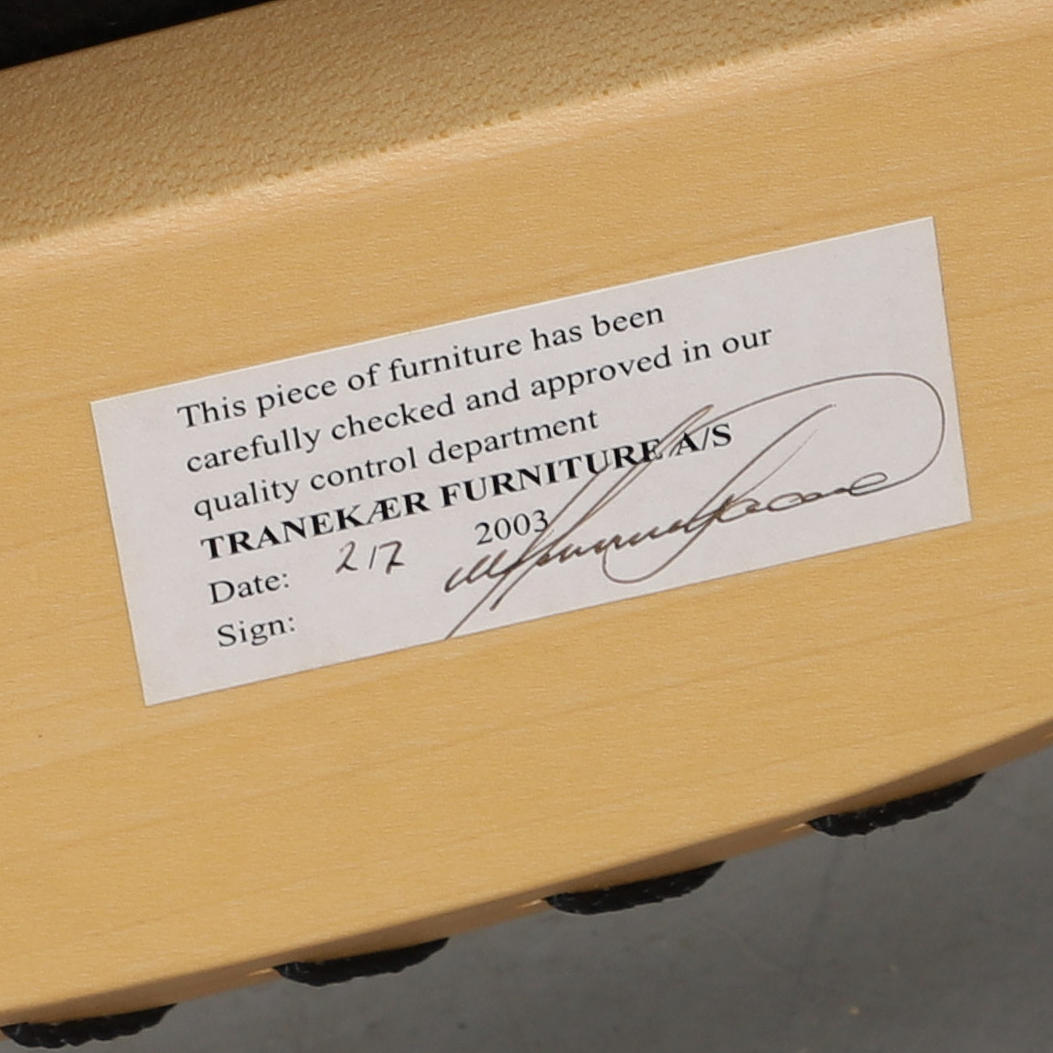 This piece of furniture has been
carefully checked and approved in our
quality control department
TRANEKÆR FURNITURE A/S
Date: 2/7 2003
Sign: